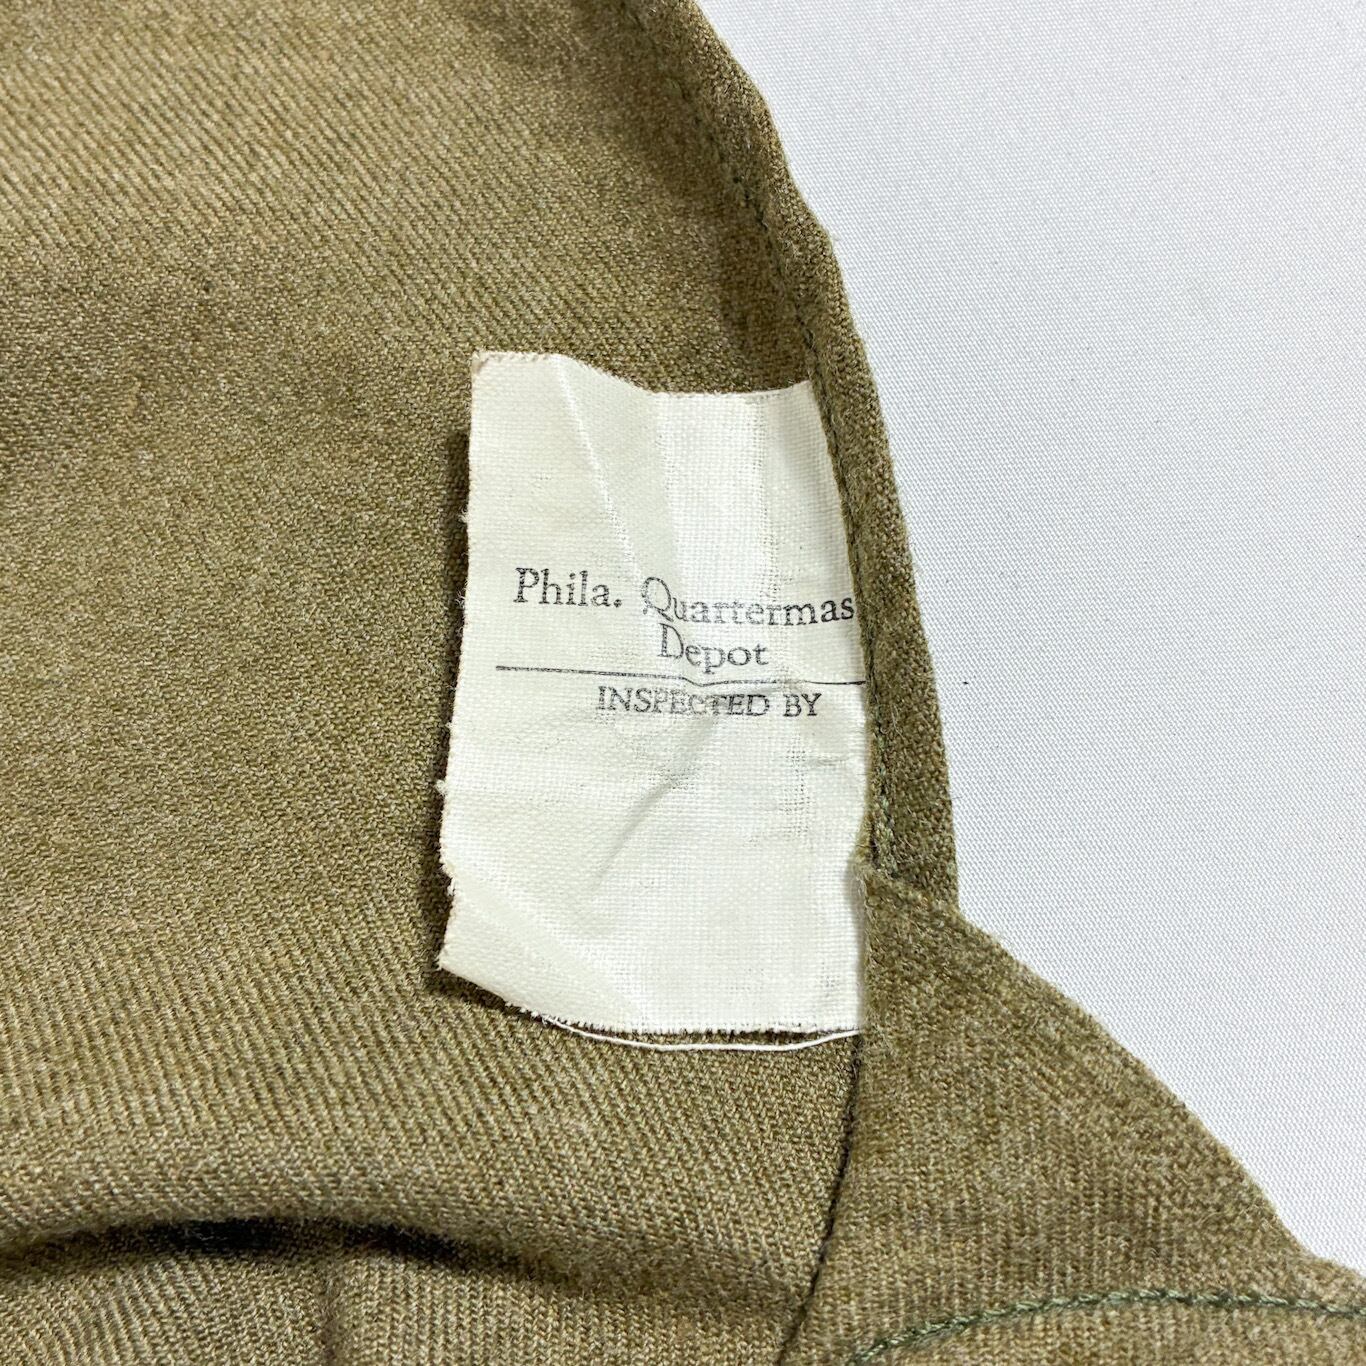 Phila. Quartermas
Depot
INSPECTED BY